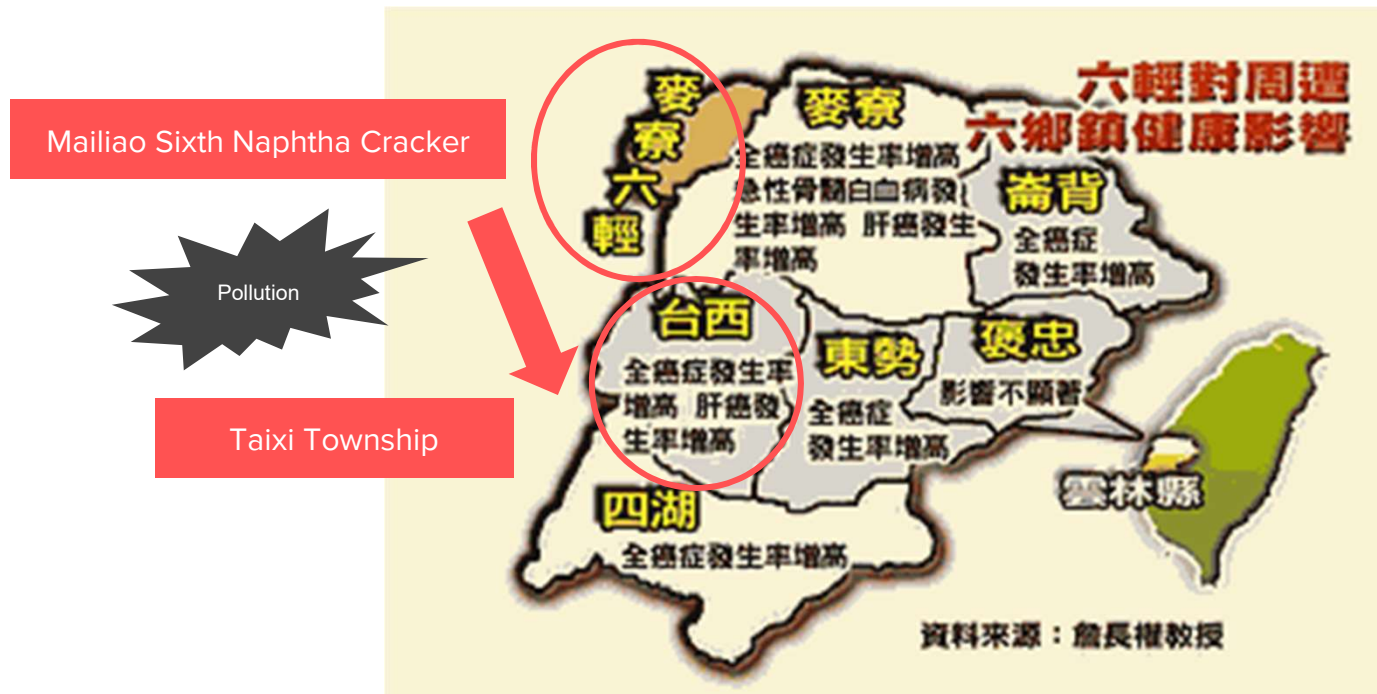 Mailiao Sixth Naphtha Cracker
Pollution
Taixi Township
六輕對周遭
六鄉鎮健康影響
麥
寮
六
輕
麥寮
全癌症發生率增高
急性骨髓白血病發
生率增高 肝癌發生
率增高
崙背
全癌症
發生率增高
台西
全癌症發生率
增高 肝癌發
生率增高
東勢
全癌症
發生率增高
褒忠
影響不顯著
四湖
全癌症發生率增高
雲林縣
資料來源：詹長權教授